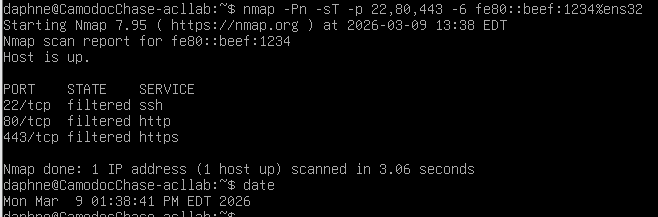 daphne@CamodocChase-acllab:~$ nmap -Pn -sT -p 22,80,443 -6 fe80::beef:1234%ens32
Starting Nmap 7.95 ( https://nmap.org ) at 2026-03-09 13:38 EDT
Nmap scan report for fe80::beef:1234
Host is up.
PORT    STATE    SERVICE
22/tcp  filtered ssh
80/tcp  filtered http
443/tcp filtered https
Nmap done: 1 IP address (1 host up) scanned in 3.06 seconds
daphne@CamodocChase-acllab:~$ date
Mon Mar  9 01:38:41 PM EDT 2026
daphne@CamodocChase-acllab:~$